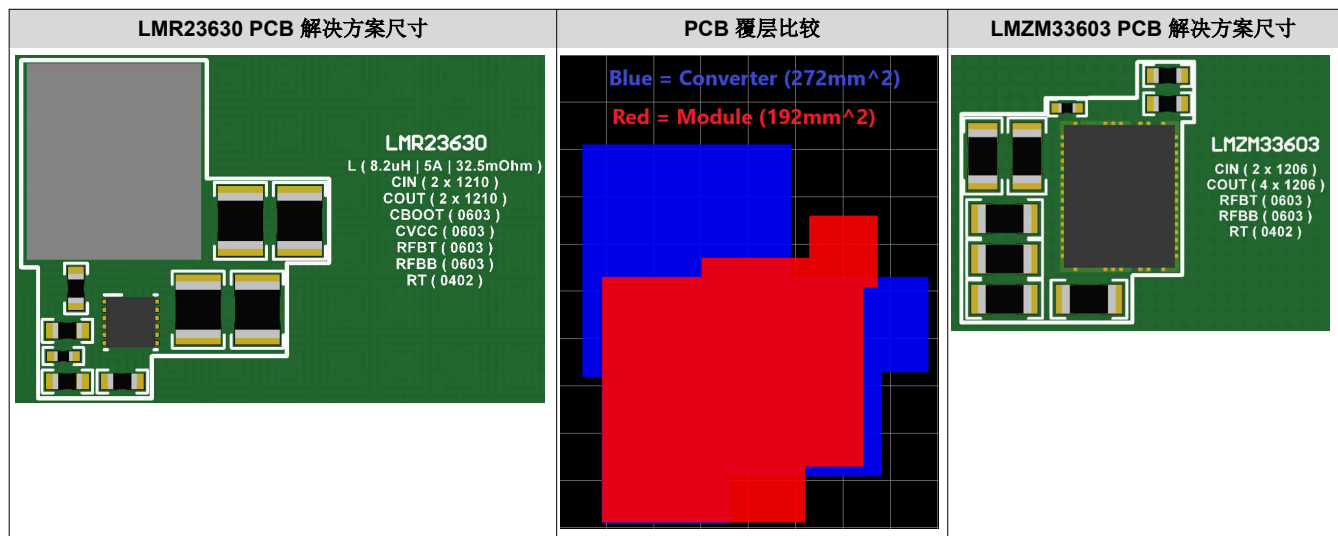 LMR23630 PCB 解决方案尺寸
PCB 覆层比较
LMZM33603 PCB 解决方案尺寸
LMR23630
L ( 8.2uH | 5A | 32.5mOhm )
CIN ( 2 x 1210 )
COUT ( 2 x 1210 )
CBOOT ( 0603 )
CVCC ( 0603 )
RFBT ( 0603 )
RFBB ( 0603 )
RT ( 0402 )
Blue = Converter (272mm^2)
Red = Module (192mm^2)
LMZM33603
CIN ( 2 x 1206 )
COUT ( 4 x 1206 )
RFBT ( 0603 )
RFBB ( 0603 )
RT ( 0402 )